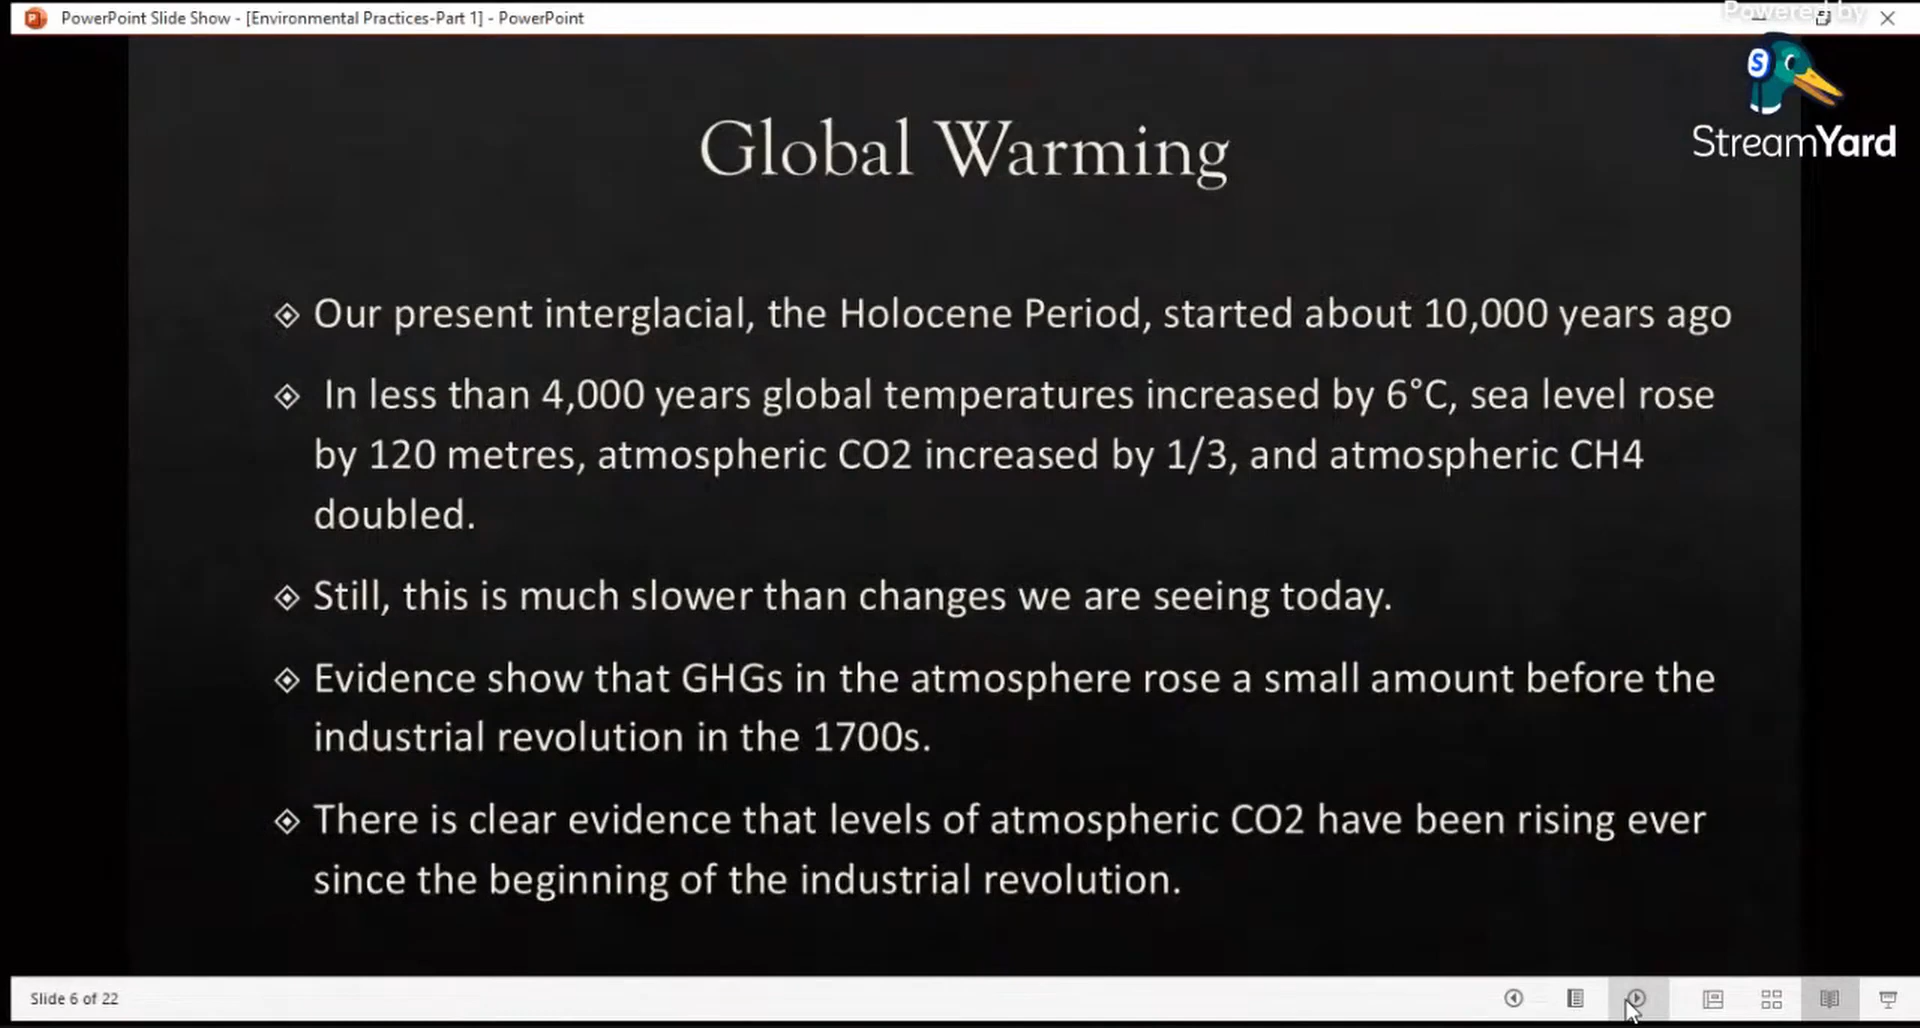 PowerPoint Slide Show - [Environmental Practices-Part 1] - PowerPoint
Powered by
S
StreamYard
Global Warming
Our present interglacial, the Holocene Period, started about 10,000 years ago
In less than 4,000 years global temperatures increased by 6°C, sea level rose
by 120 metres, atmospheric CO2 increased by 1/3, and atmospheric CH4
doubled.
Still, this is much slower than changes we are seeing today.
Evidence show that GHGs in the atmosphere rose a small amount before the
industrial revolution in the 1700s.
There is clear evidence that levels of atmospheric CO2 have been rising ever
since the beginning of the industrial revolution.
Slide 6 of 22